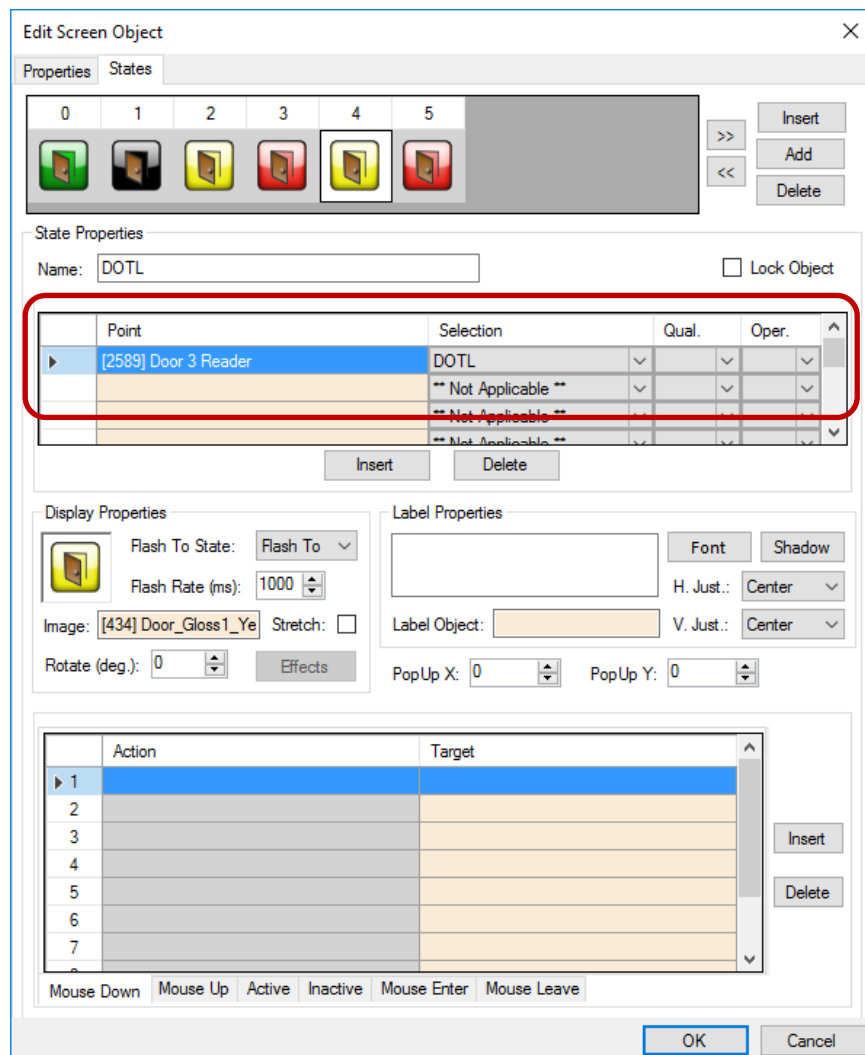 Edit Screen Object
Properties States
0 1 2 3 4 5
>>
<<
Insert
Add
Delete
State Properties
Name: DOTL
Lock Object
Point Selection Qual. Oper.
[2589] Door 3 Reader DOTL
** Not Applicable **
** Not Applicable **
** Not Applicable **
Insert Delete
Display Properties
Flash To State: Flash To
Flash Rate (ms): 1000
Image: [434] Door_Gloss1_Ye Stretch:
Rotate (deg.): 0 Effects
Label Properties
Font Shadow
H. Just.: Center
Label Object: V. Just.: Center
PopUp X: 0 PopUp Y: 0
Action Target
1
2
3
4
5
6
7
Insert
Delete
Mouse Down Mouse Up Active Inactive Mouse Enter Mouse Leave
OK Cancel